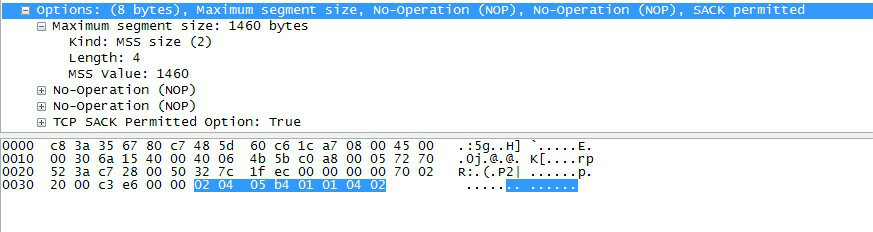 Options: (8 bytes), Maximum segment size, No-Operation (NOP), No-Operation (NOP), SACK permitted
Maximum segment size: 1460 bytes
Kind: MSS size (2)
Length: 4
MSS Value: 1460
No-Operation (NOP)
No-Operation (NOP)
TCP SACK Permitted Option: True
0000 c8 3a 35 67 80 c7 48 5d 60 c6 1c a7 08 00 45 00 .:5g..H] `.....E.
0010 00 30 6a 15 40 00 40 06 4b 5b c0 a8 00 05 72 70 .0j.@.@. K[....rp
0020 52 3a c7 28 00 50 32 7c 1f ec 00 00 00 00 70 02 R:.(.P2| ......p.
0030 20 00 c3 e6 00 00 02 04 05 b4 01 01 04 02 ........ ......